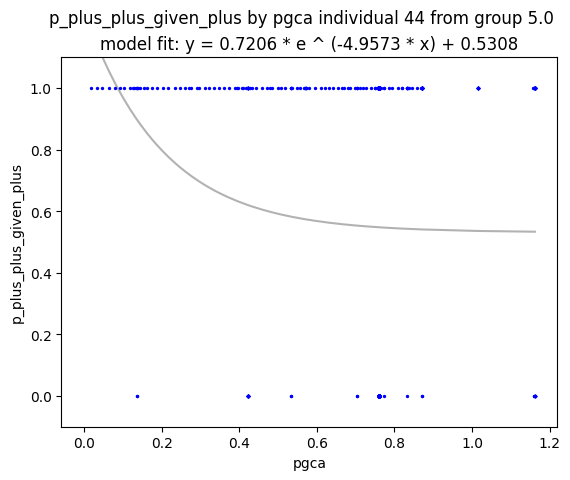 p_plus_plus_given_plus by pgca individual 44 from group 5.0
model fit: y = 0.7206 * e ^ (-4.9573 * x) + 0.5308
1.0
0.8
0.6
0.4
0.2
0.0
p_plus_plus_given_plus
0.0 0.2 0.4 0.6 0.8 1.0 1.2
pgca